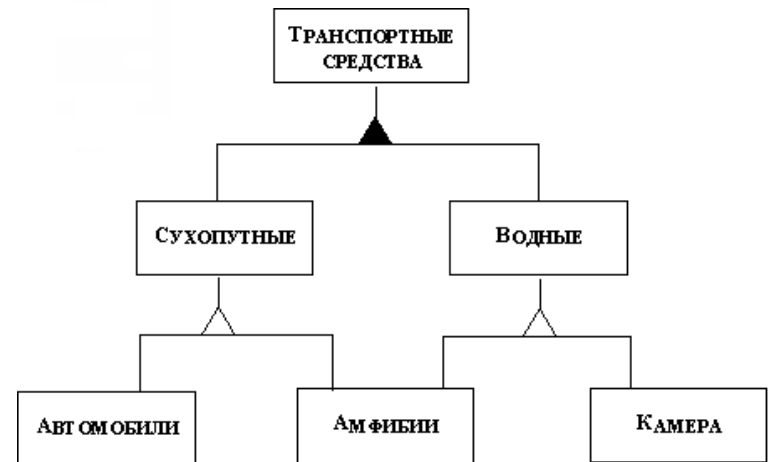 ТРАНСПОРТНЫЕ
СРЕДСТВА
СУХОПУТНЫЕ
ВОДНЫЕ
АВТОМОБИЛИ
АМФИБИИ
КАМЕРА